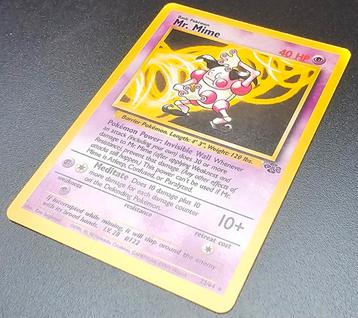 Basic Pokémon
Mr. Mime
40 HP
Barrier Pokémon. Length: 4' 3", Weight: 120 lbs.
Pokémon Power: Invisible Wall Whenever
an attack (including your own) does 30 or more
damage to Mr. Mime (after applying Weakness and
Resistance), prevent that damage. (Any other effects of
attacks still happen.) This power can't be used if Mr.
Mime is Asleep, Confused, or Paralyzed.
Meditate Does 10 damage plus 10
more damage for each damage counter
on the Defending Pokémon.
10+
resistance
retreat cost
If interrupted while miming, it will slap around the enemy
with its broad hands. LV. 28 #122
22/64